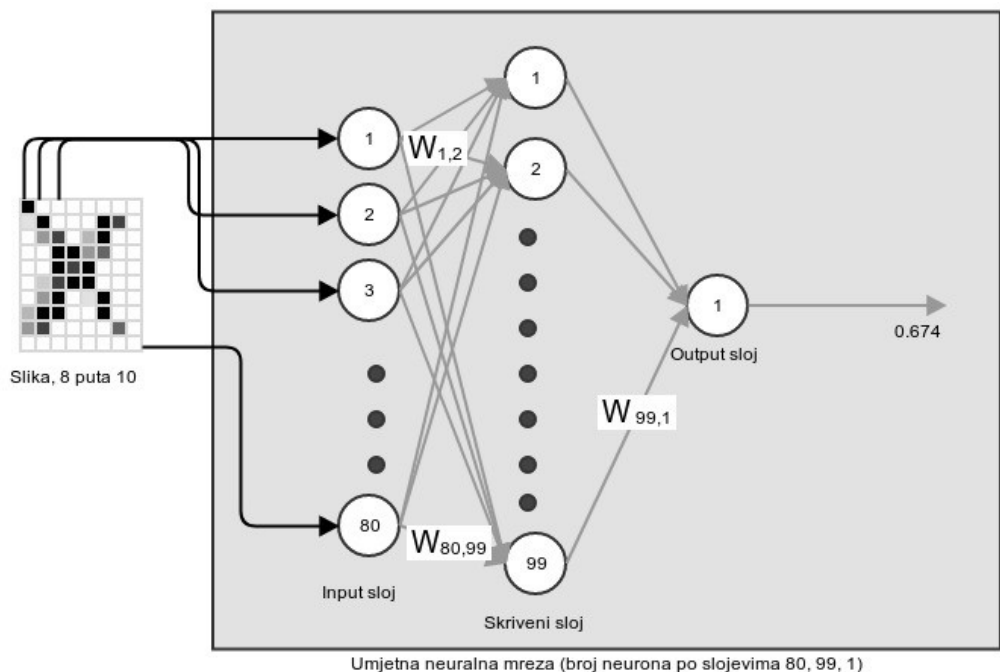 1
1
W1,2
2
2
3
1
0.674
Output sloj
Slika, 8 puta 10
W 99,1
80
W80,99
99
Input sloj
Skriveni sloj
Umjetna neuralna mreza (broj neurona po slojevima 80, 99, 1)